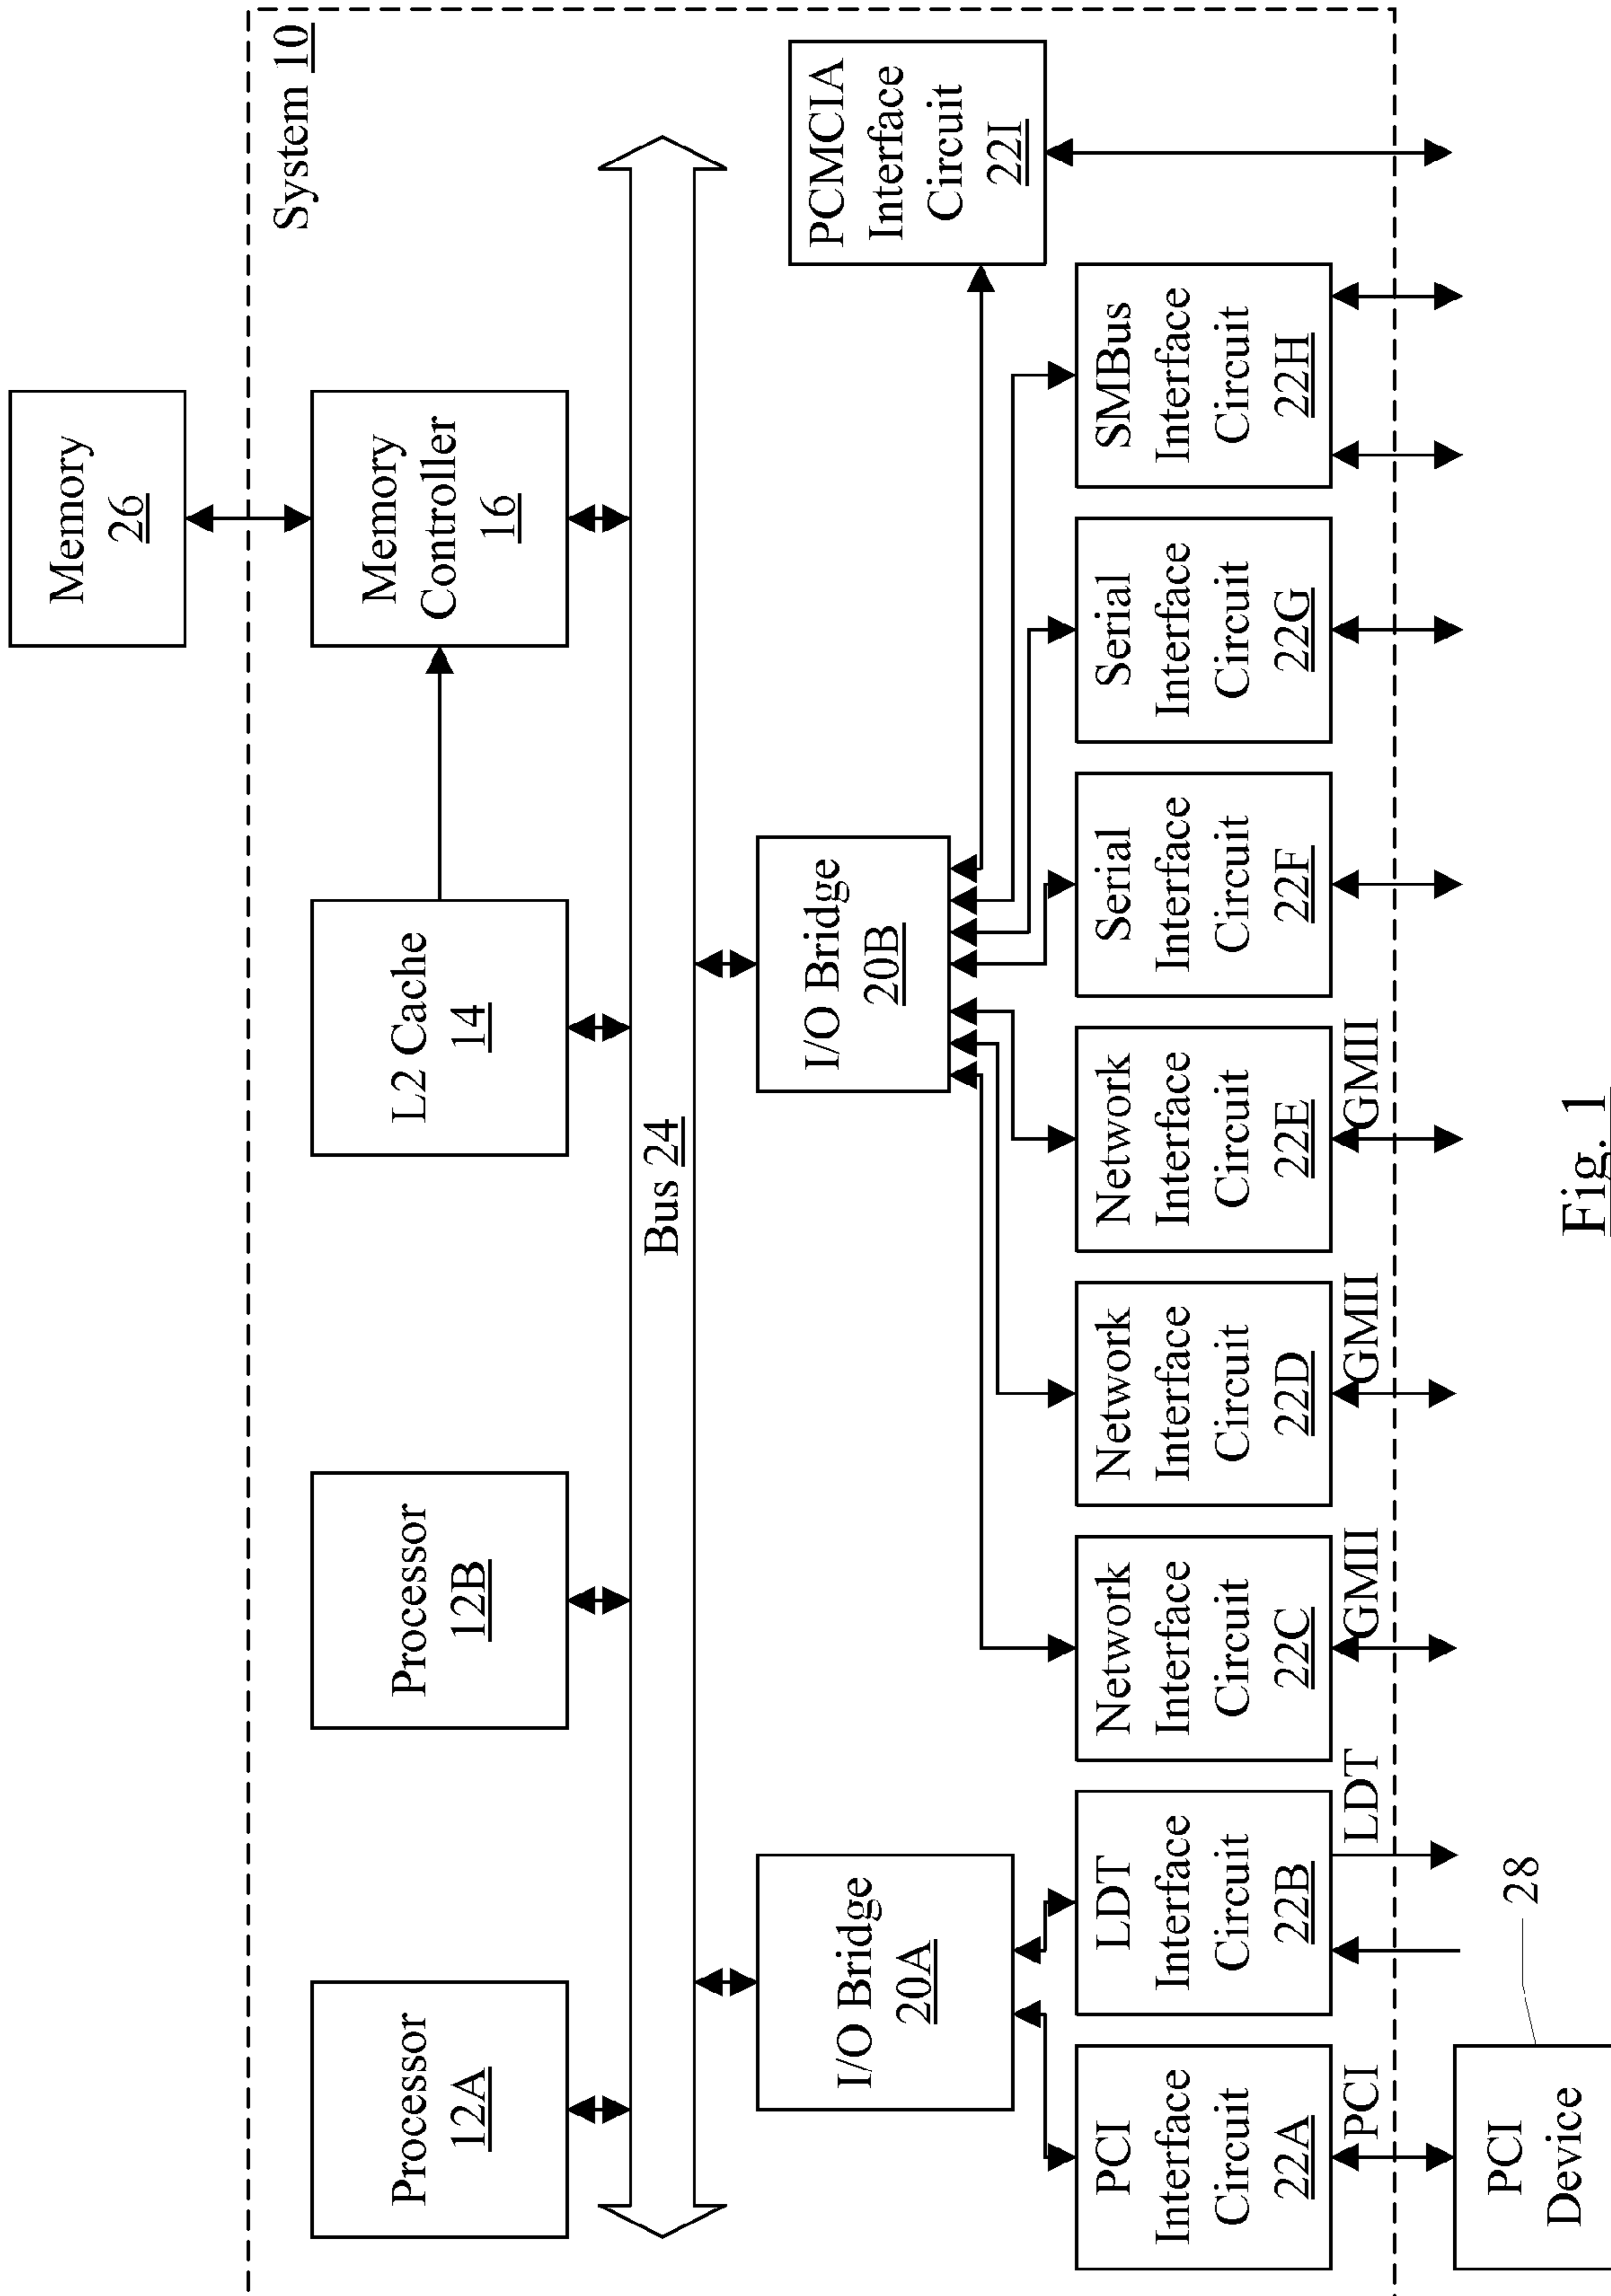 Memory
26
System 10
Processor
12A
Processor
12B
L2 Cache
14
Memory
Controller
16
Bus 24
I/O Bridge
20A
I/O Bridge
20B
PCMCIA
Interface
Circuit
22I
PCI
Interface
Circuit
22A
LDT
Interface
Circuit
22B
Network
Interface
Circuit
22C
Network
Interface
Circuit
22D
Network
Interface
Circuit
22E
Serial
Interface
Circuit
22F
Serial
Interface
Circuit
22G
SMBus
Interface
Circuit
22H
PCI
LDT
GMII
GMII
GMII
PCI
Device
28
Fig. 1